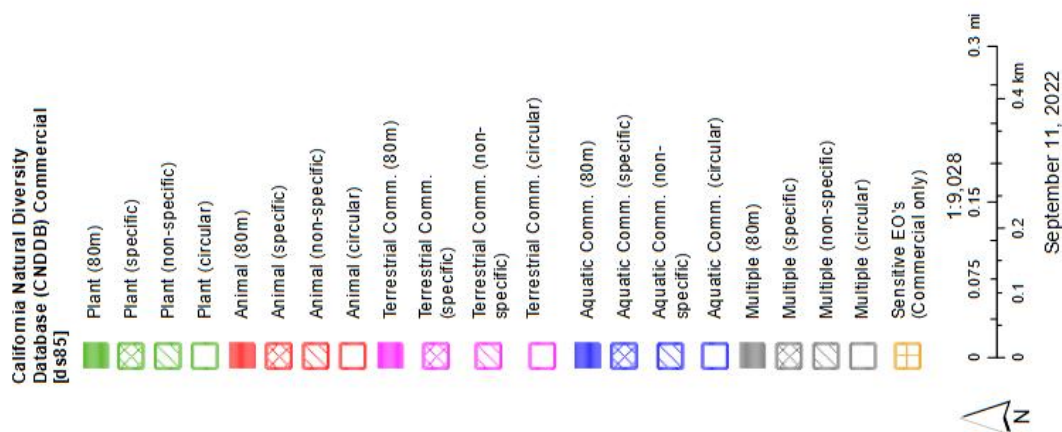 California Natural Diversity
Database (CNDDB) Commercial
[ds85]
Plant (80m)
Plant (specific)
Plant (non-specific)
Plant (circular)
Animal (80m)
Animal (specific)
Animal (non-specific)
Animal (circular)
Terrestrial Comm. (80m)
Terrestrial Comm.
(specific)
Terrestrial Comm. (non-
specific)
Terrestrial Comm. (circular)
Aquatic Comm. (80m)
Aquatic Comm. (specific)
Aquatic Comm. (non-
specific)
Aquatic Comm. (circular)
Multiple (80m)
Multiple (specific)
Multiple (non-specific)
Multiple (circular)
Sensitive EO's
(Commercial only)
N
1:9,028
0 0.075 0.15 0.3 mi
0 0.1 0.2 0.4 km
September 11, 2022